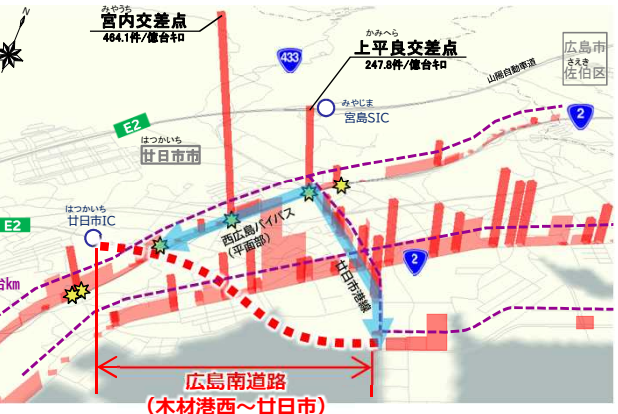 みやうち
宮内交差点
464.1件/億台キロ
かみへら
上平良交差点
247.8件/億台キロ
433
山陽自動車道
広島市
さえき
佐伯区
みやじま
宮島SIC
2
E2
はつかいち
廿日市市
はつかいち
廿日市IC
E2
西広島バイパス
(平面部)
2
廿日市港線
台km
広島南道路
(木材港西～廿日市)